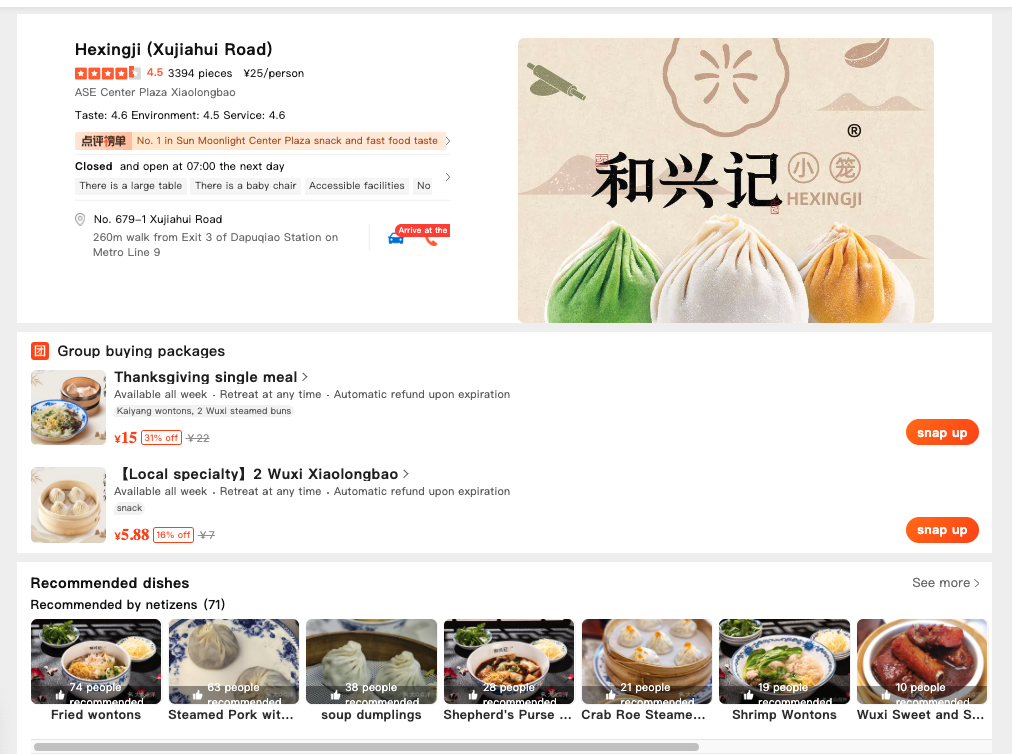 Hexingji (Xujiahui Road)
4.5 3394 pieces ¥25/person
ASE Center Plaza Xiaolongbao
Taste: 4.6 Environment: 4.5 Service: 4.6
点评榜单 No. 1 in Sun Moonlight Center Plaza snack and fast food taste
Closed and open at 07:00 the next day
There is a large table There is a baby chair Accessible facilities No
No. 679-1 Xujiahui Road
260m walk from Exit 3 of Dapuqiao Station on
Metro Line 9
Arrive at the
®
和兴记 小笼
HEXINGJI
团 Group buying packages
Thanksgiving single meal
Available all week · Retreat at any time · Automatic refund upon expiration
Kaiyang wontons, 2 Wuxi steamed buns
¥15 31% off ¥22
snap up
【Local specialty】2 Wuxi Xiaolongbao
Available all week · Retreat at any time · Automatic refund upon expiration
snack
¥5.88 16% off ¥7
snap up
Recommended dishes
See more
Recommended by netizens (71)
74 people recommended
Fried wontons
63 people recommended
Steamed Pork wit...
38 people recommended
soup dumplings
28 people recommended
Shepherd's Purse ...
21 people recommended
Crab Roe Steame...
19 people recommended
Shrimp Wontons
10 people recommended
Wuxi Sweet and S...